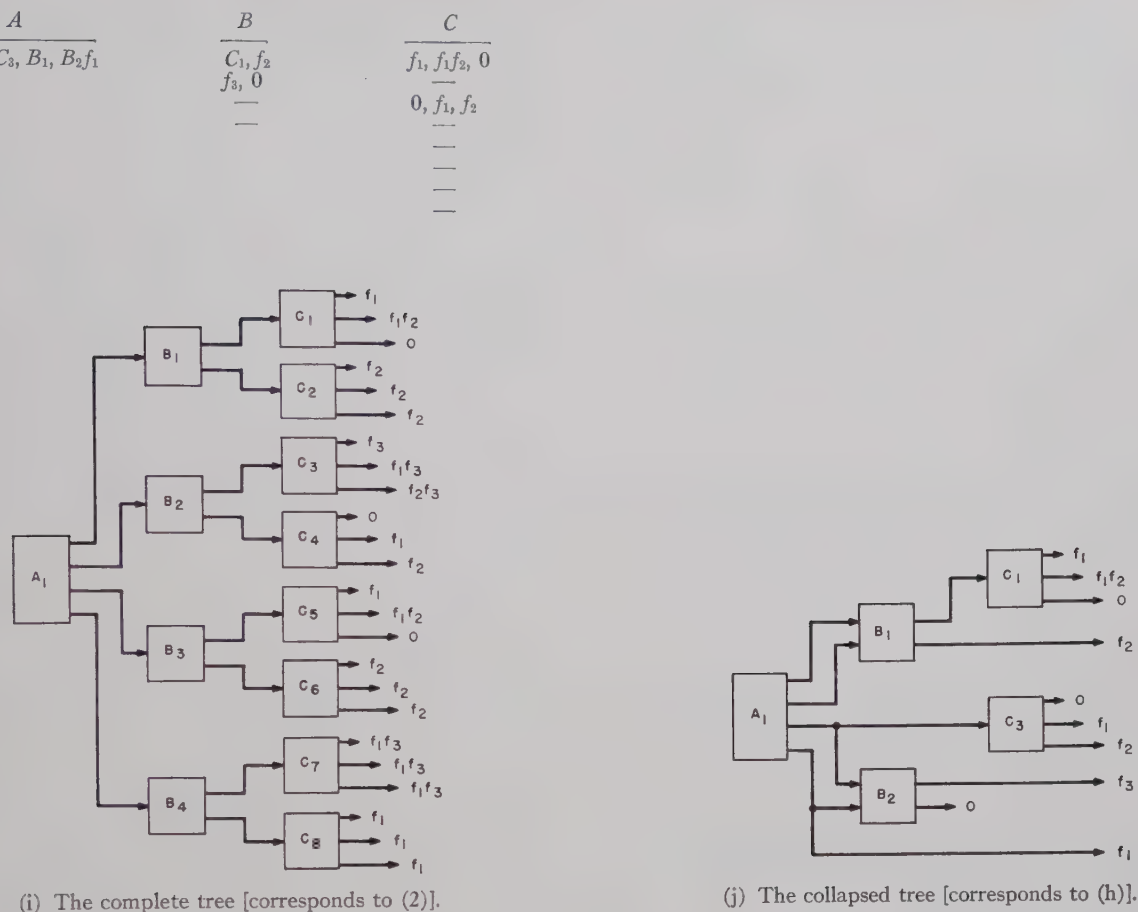 A B C
C₃, B₁, B₂f₁ C₁, f₂ f₁, f₁f₂, 0
f₃, 0
0, f₁, f₂
A₁
B₁
C₁
f₁
f₁f₂
0
C₂
f₂
f₂
f₂
B₂
C₃
f₃
f₁f₃
f₂f₃
C₄
0
f₁
f₂
B₃
C₅
f₁
f₁f₂
0
C₆
f₂
f₂
f₂
B₄
C₇
f₁f₃
f₁f₃
f₁f₃
C₈
f₁
f₁
f₁
(i) The complete tree [corresponds to (2)].
A₁
B₁
C₁
f₁
f₁f₂
0
f₂
C₃
0
f₁
f₂
B₂
f₃
0
f₁
(j) The collapsed tree [corresponds to (h)].